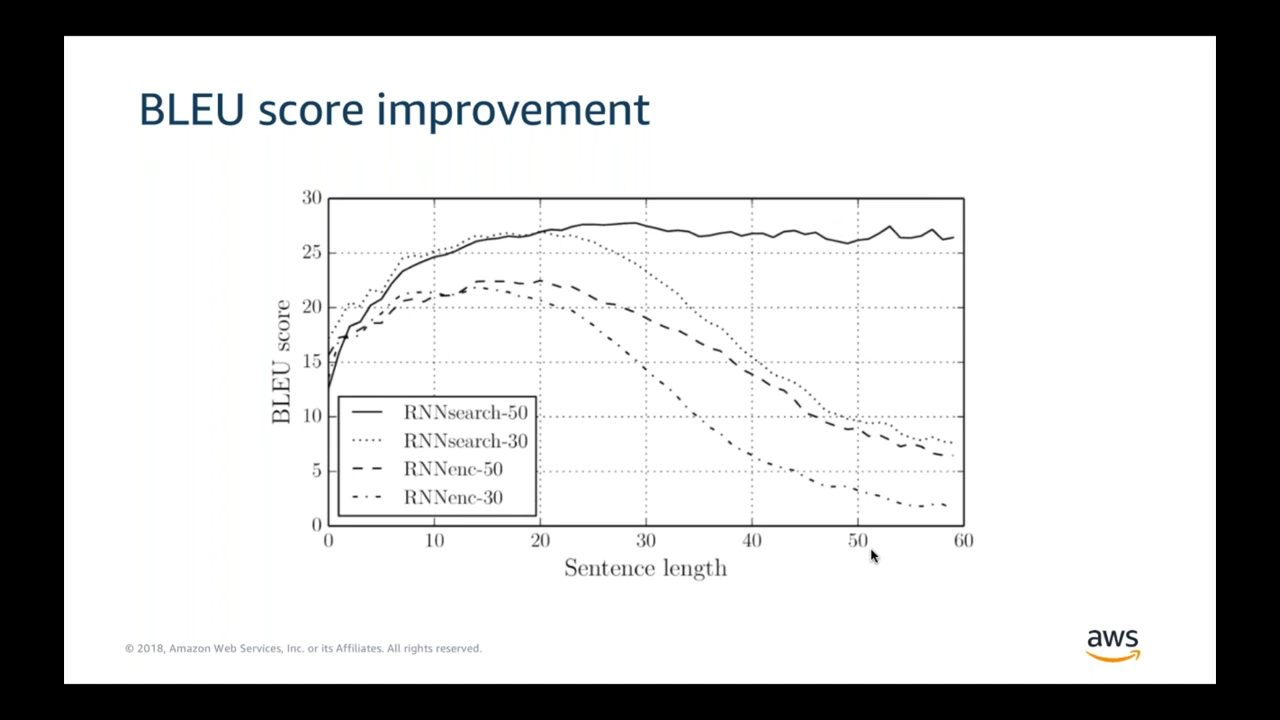 BLEU score improvement
30
25
20
15
10
5
0
BLEU score
RNNsearch-50
RNNsearch-30
RNNenc-50
RNNenc-30
0 10 20 30 40 50 60
Sentence length
© 2018, Amazon Web Services, Inc. or its Affiliates. All rights reserved.
aws